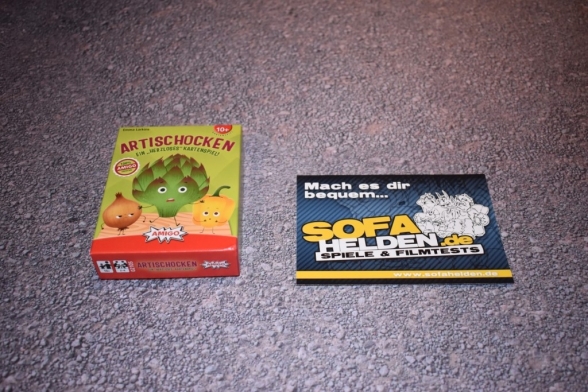 10+
ARTISCHOCKEN
EIN „HERZLOSES“ KARTENSPIEL!
AMIGO
ARTISCHOCKEN
AMIGO
Mach es dir
bequem...
SOFA
HELDEN.de
SPIELE & FILMTESTS
www.sofahelden.de